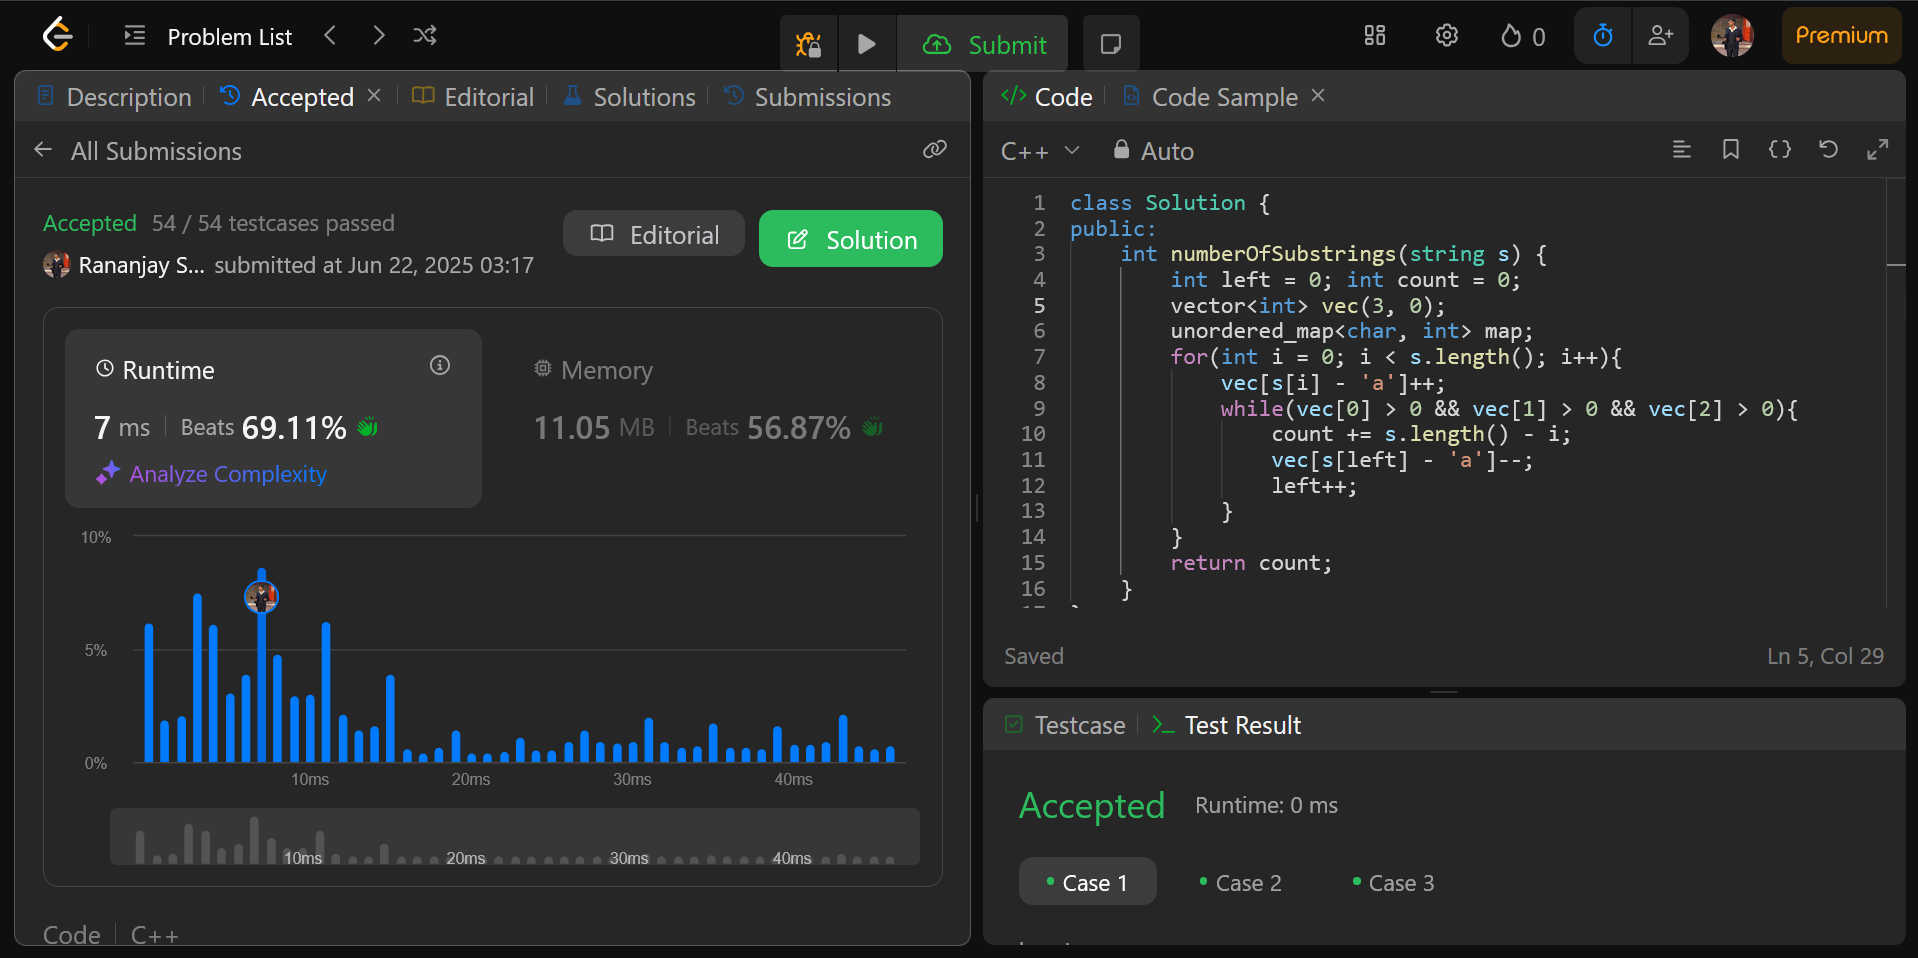 Problem List
Submit
0
Premium
Description
Accepted
Editorial
Solutions
Submissions
All Submissions
Accepted 54 / 54 testcases passed
Rananjay S... submitted at Jun 22, 2025 03:17
Editorial
Solution
Runtime
7 ms Beats 69.11%
Analyze Complexity
Memory
11.05 MB Beats 56.87%
10%
5%
0%
10ms 20ms 30ms 40ms
10ms 20ms 30ms 40ms
Code C++
Code
Code Sample
C++ Auto
1 class Solution {
2 public:
3 int numberOfSubstrings(string s) {
4 int left = 0; int count = 0;
5 vector<int> vec(3, 0);
6 unordered_map<char, int> map;
7 for(int i = 0; i < s.length(); i++){
8 vec[s[i] - 'a']++;
9 while(vec[0] > 0 && vec[1] > 0 && vec[2] > 0){
10 count += s.length() - i;
11 vec[s[left] - 'a']--;
12 left++;
13 }
14 }
15 return count;
16 }
Saved
Ln 5, Col 29
Testcase
Test Result
Accepted Runtime: 0 ms
Case 1 Case 2 Case 3